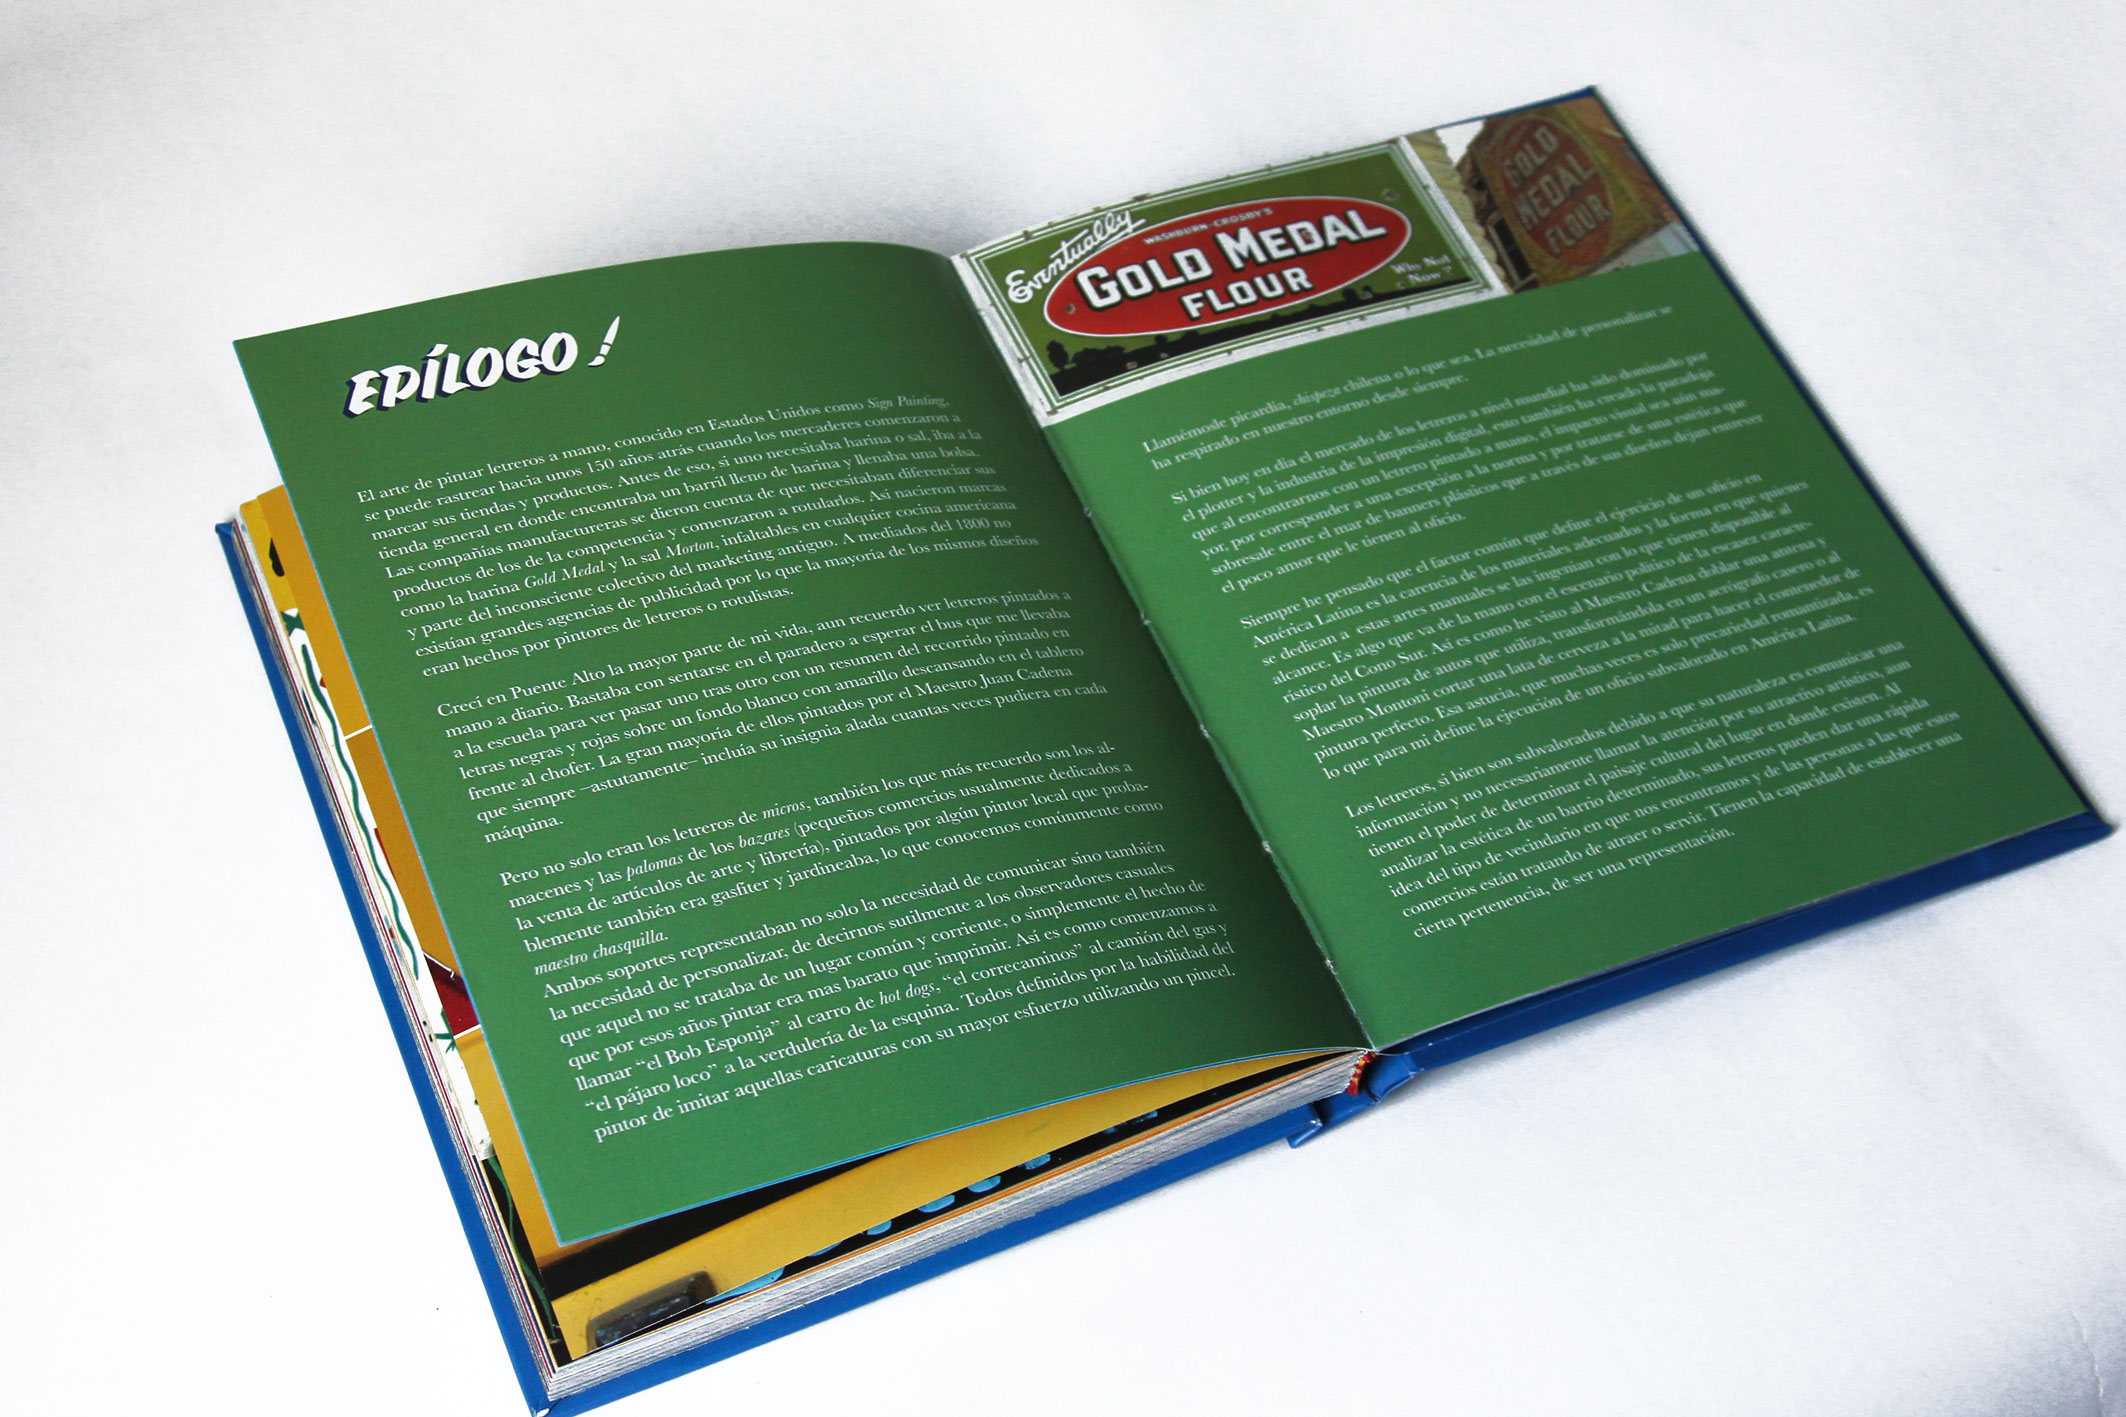 EPÍLOGO !
El arte de pintar letreros a mano, conocido en Estados Unidos como Sign Painting,
se puede rastrear hacia unos 150 años atrás cuando los mercaderes comenzaron a
marcar sus tiendas y productos. Antes de eso, si uno necesitaba harina o sal, iba a la
tienda general en donde encontraba un barril lleno de harina y llenaba una bolsa.
Las compañías manufactureras se dieron cuenta de que necesitaban diferenciar sus
productos de los de la competencia y comenzaron a rotularlos. Así nacieron marcas
como la harina Gold Medal y la sal Morton, infaltables en cualquier cocina americana
y parte del inconsciente colectivo del marketing antiguo. A mediados del 1800 no
existían grandes agencias de publicidad por lo que la mayoría de los mismos diseños
eran hechos por pintores de letreros o rotulistas.
Crecí en Puente Alto la mayor parte de mi vida, aun recuerdo ver letreros pintados a
mano a diario. Bastaba con sentarse en el paradero a esperar el bus que me llevaba
a la escuela para ver pasar uno tras otro con un resumen del recorrido pintado en
letras negras y rojas sobre un fondo blanco con amarillo descansando en el tablero
frente al chofer. La gran mayoría de ellos pintados por el Maestro Juan Cadena
que siempre –astutamente– incluía su insignia alada cuantas veces pudiera en cada
máquina.
Pero no solo eran los letreros de micros, también los que más recuerdo son los al-
macenes y las palomas de los bazares (pequeños comercios usualmente dedicados a
la venta de artículos de arte y librería), pintados por algún pintor local que proba-
blemente también era gasfiter y jardineaba, lo que conocemos comúnmente como
maestro chasquilla.
Ambos soportes representaban no solo la necesidad de comunicar sino también
la necesidad de personalizar, de decirnos sutilmente a los observadores casuales
que aquel no se trataba de un lugar común y corriente, o simplemente el hecho de
que por esos años pintar era mas barato que imprimir. Así es como comenzamos a
llamar “el Bob Esponja” al carro de hot dogs, “el correcaminos” al camión del gas y
“el pájaro loco” a la verdulería de la esquina. Todos definidos por la habilidad del
pintor de imitar aquellas caricaturas con su mayor esfuerzo utilizando un pincel.
Eventually
WASHBURN-CROSBY'S
GOLD MEDAL
FLOUR
Why Not
Now?
GOLD
MEDAL
FLOUR
Llamémode picardía, chispeza chilena o lo que sea. La necesidad de personalizar se
ha respirado en nuestro entorno desde siempre.
Si bien hoy en día el mercado de los letreros a nivel mundial ha sido dominado por
el plotter y la industria de la impresión digital, esto también ha creado la paradoja
que al encontrarnos con un letrero pintado a mano, el impacto visual sea aún ma-
yor, por corresponder a una excepción a la norma y por tratarse de una estética que
sobresale entre el mar de banners plásticos que a través de sus diseños dejan entrever
el poco amor que le tienen al oficio.
Siempre he pensado que el factor común que define el ejercicio de un oficio en
América Latina es la carencia de los materiales adecuados y la forma en que quienes
se dedican a estas artes manuales se las ingenian con lo que tienen disponible al
alcance. Es algo que va de la mano con el escenario político de la escasez caracte-
rístico del Cono Sur. Así es como he visto al Maestro Cadena doblar una antena y
soplar la pintura de autos que utiliza, transformándola en un aerógrafo casero o al
Maestro Montoni cortar una lata de cerveza a la mitad para hacer el contenedor de
pintura perfecto. Esa astucia, que muchas veces es solo precariedad romantizada, es
lo que para mi define la ejecución de un oficio subvalorado en América Latina.
Los letreros, si bien son subvalorados debido a que su naturaleza es comunicar una
información y no necesariamente llamar la atención por su atractivo artístico, aun
tienen el poder de determinar el paisaje cultural del lugar en donde existen. Al
analizar la estética de un barrio determinado, sus letreros pueden dar una rápida
idea del tipo de vecindario en que nos encontramos y de las personas a las que estos
comercios están tratando de atraer o servir. Tienen la capacidad de establecer una
cierta pertenencia, de ser una representación.